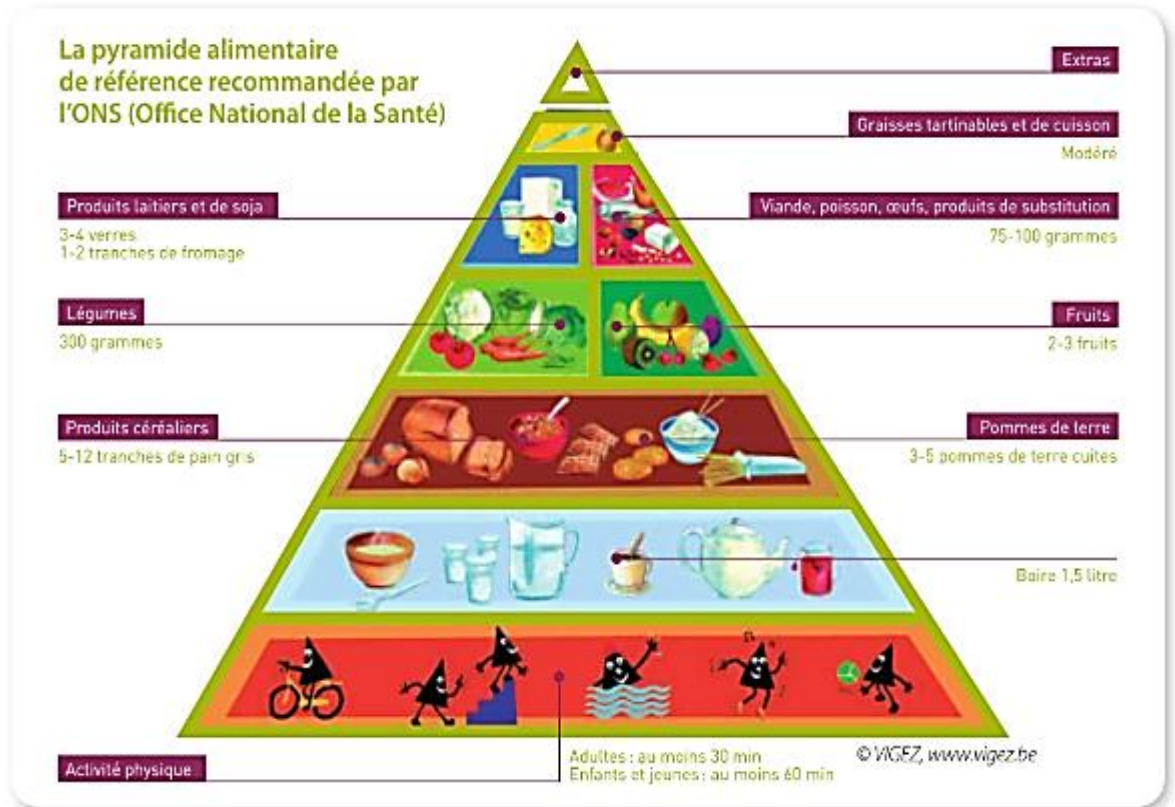 La pyramide alimentaire
de référence recommandée par
l'ONS (Office National de la Santé)
Extras
Graisses tartinables et de cuisson
Modéré
Produits laitiers et de soja
3-4 verres
1-2 tranches de fromage
Viande, poisson, œufs, produits de substitution
75-100 grammes
Légumes
300 grammes
Fruits
2-3 fruits
Produits céréaliers
5-12 tranches de pain gris
Pommes de terre
3-5 pommes de terre cuites
Boire 1,5 litre
Activité physique
Adultes : au moins 30 min
Enfants et jeunes : au moins 60 min
© VIGEZ, www.vigez.be